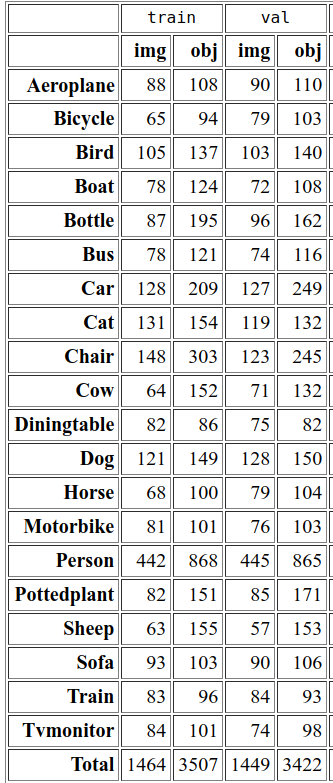 train val
img obj img obj
Aeroplane 88 108 90 110
Bicycle 65 94 79 103
Bird 105 137 103 140
Boat 78 124 72 108
Bottle 87 195 96 162
Bus 78 121 74 116
Car 128 209 127 249
Cat 131 154 119 132
Chair 148 303 123 245
Cow 64 152 71 132
Diningtable 82 86 75 82
Dog 121 149 128 150
Horse 68 100 79 104
Motorbike 81 101 76 103
Person 442 868 445 865
Pottedplant 82 151 85 171
Sheep 63 155 57 153
Sofa 93 103 90 106
Train 83 96 84 93
Tvmonitor 84 101 74 98
Total 1464 3507 1449 3422